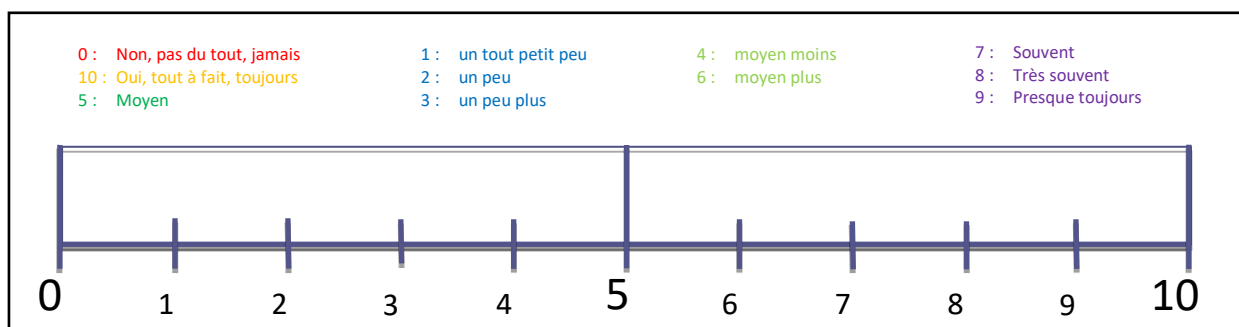 0 : Non, pas du tout, jamais
10 : Oui, tout à fait, toujours
5 : Moyen
1 : un tout petit peu
2 : un peu
3 : un peu plus
4 : moyen moins
6 : moyen plus
7 : Souvent
8 : Très souvent
9 : Presque toujours
0 1 2 3 4 5 6 7 8 9 10